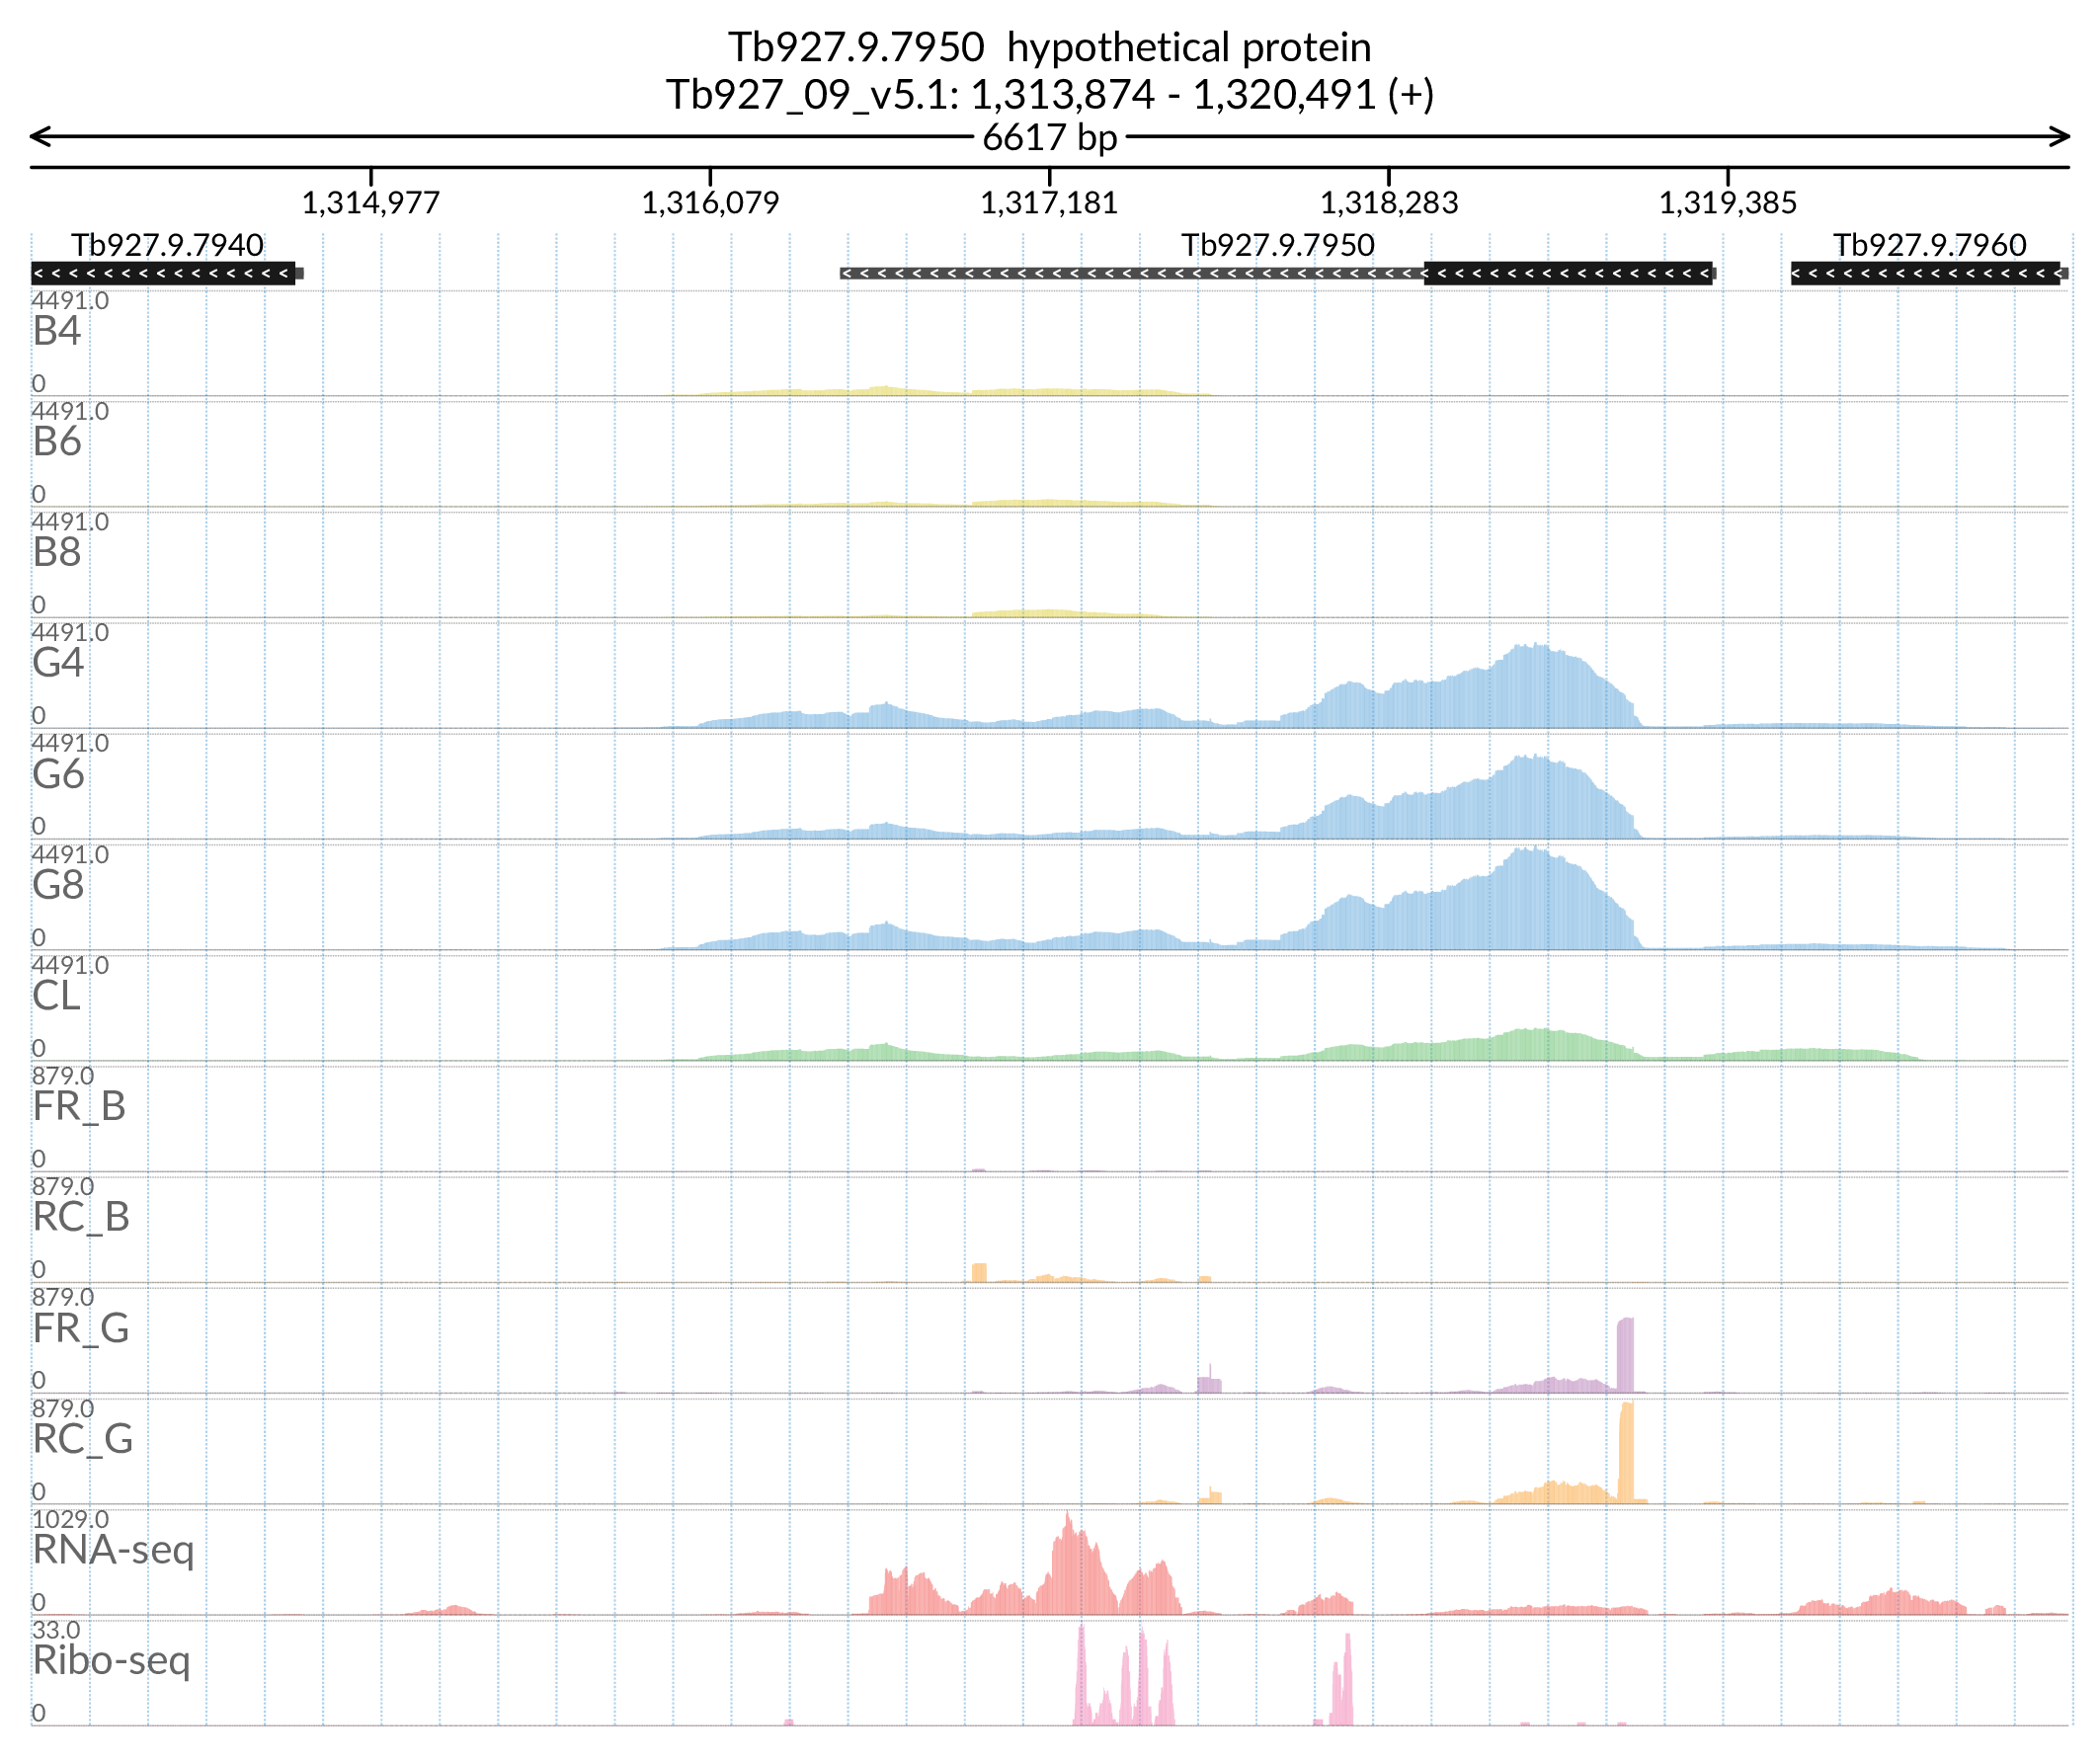 Tb927.9.7950  hypothetical protein
Tb927_09_v5.1: 1,313,874 - 1,320,491 (+)
6617 bp
1,314,977 1,316,079 1,317,181 1,318,283 1,319,385
Tb927.9.7940 Tb927.9.7950 Tb927.9.7960
4491.0
B4
0
4491.0
B6
0
4491.0
B8
0
4491.0
G4
0
4491.0
G6
0
4491.0
G8
0
4491.0
CL
0
879.0
FR_B
0
879.0
RC_B
0
879.0
FR_G
0
879.0
RC_G
0
1029.0
RNA-seq
0
33.0
Ribo-seq
0